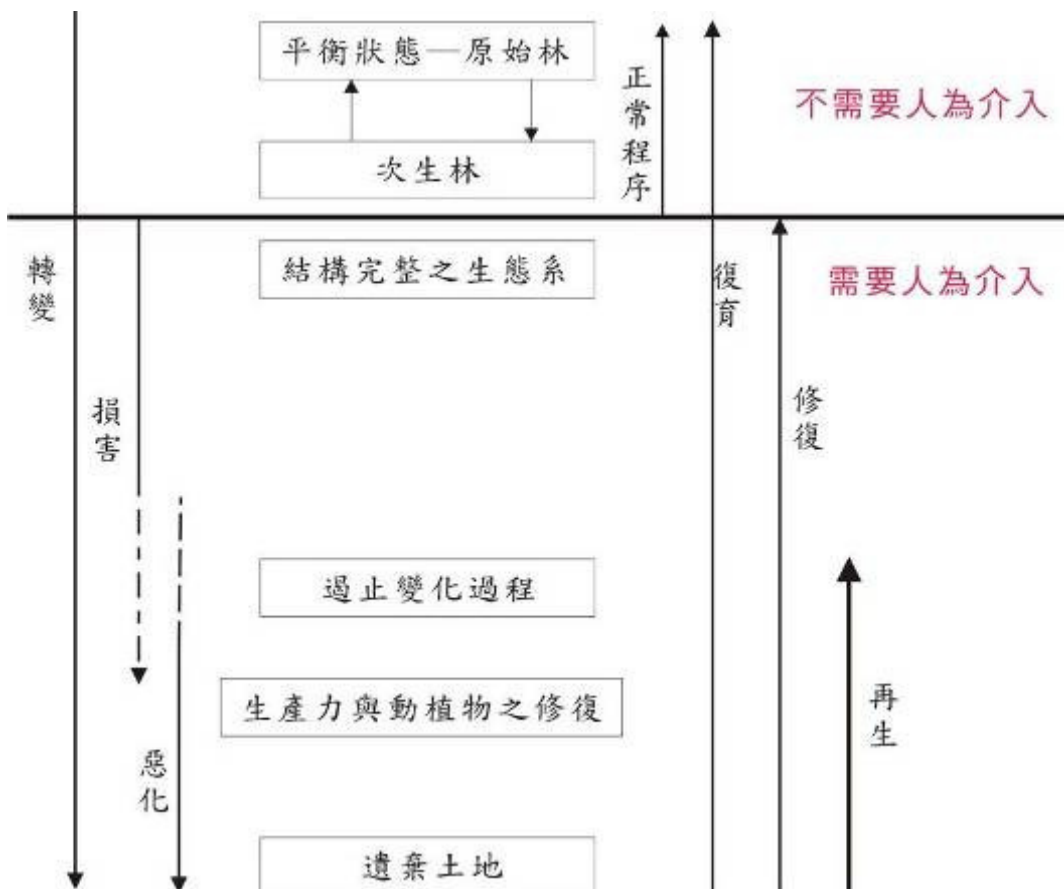 平衡狀態—原始林
正常程序
不需要人為介入
次生林
轉變
結構完整之生態系
復育
需要人為介入
損害
修復
遏止變化過程
生產力與動植物之修復
再生
惡化
遺棄土地